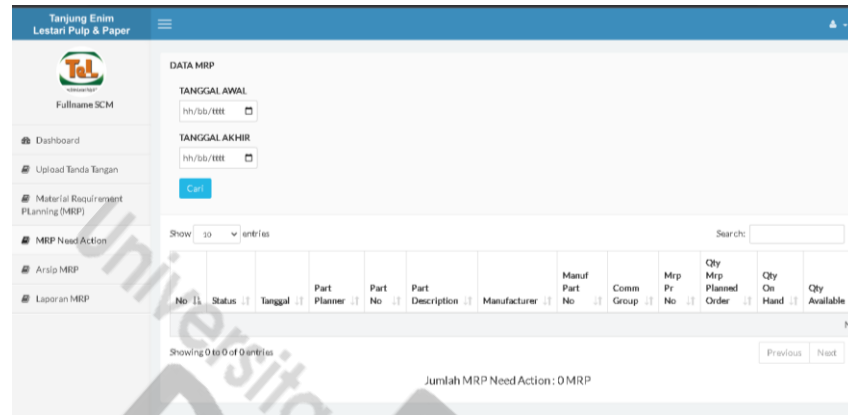 Tanjung Enim
Lestari Pulp & Paper
TeL
Fullname SCM
Dashboard
Upload Tanda Tangan
Material Requirement
PLanning (MRP)
MRP Need Action
Arsip MRP
Laporan MRP
DATA MRP
TANGGAL AWAL
hh/bb/tttt
TANGGAL AKHIR
hh/bb/tttt
Cari
Show 10 entries
Search:
No
Status
Tanggal
Part Planner
Part No
Part Description
Manufacturer
Manuf Part No
Comm Group
Mrp Pr No
Qty Mrp Planned Order
Qty On Hand
Qty Available
Showing 0 to 0 of 0 entries
Previous
Next
Jumlah MRP Need Action : 0 MRP